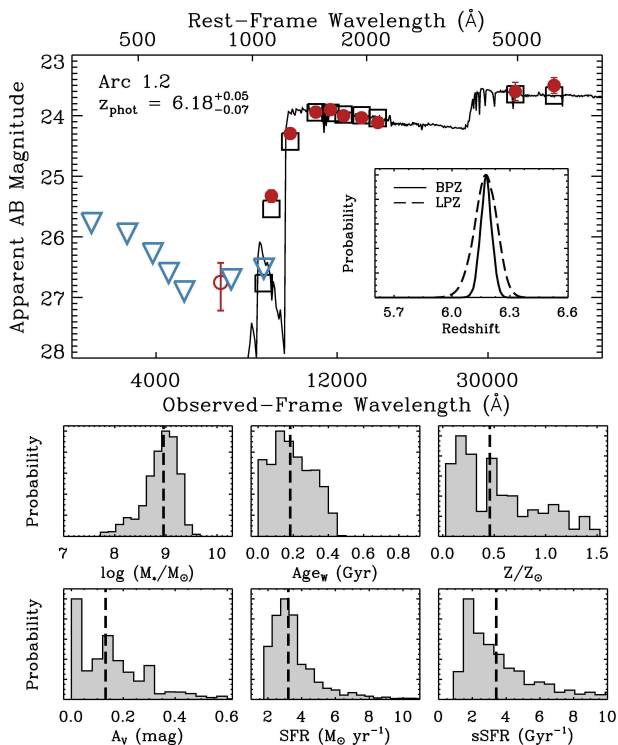 Rest-Frame Wavelength (Å)
500 1000 2000 5000
Apparent AB Magnitude
23
24
25
26
27
28
Arc 1.2
z_phot = 6.18 +0.05 −0.07
BPZ
LPZ
Probability
5.7 6.0 6.3 6.6
Redshift
4000 12000 30000
Observed-Frame Wavelength (Å)
Probability
7 8 9 10
log (M⋆/M⊙)
0.0 0.2 0.4 0.6 0.8
Age_W (Gyr)
0.0 0.5 1.0 1.5
Z/Z⊙
Probability
0.0 0.2 0.4 0.6
A_V (mag)
2 4 6 8 10
SFR (M⊙ yr⁻¹)
0 2 4 6 8 10
sSFR (Gyr⁻¹)